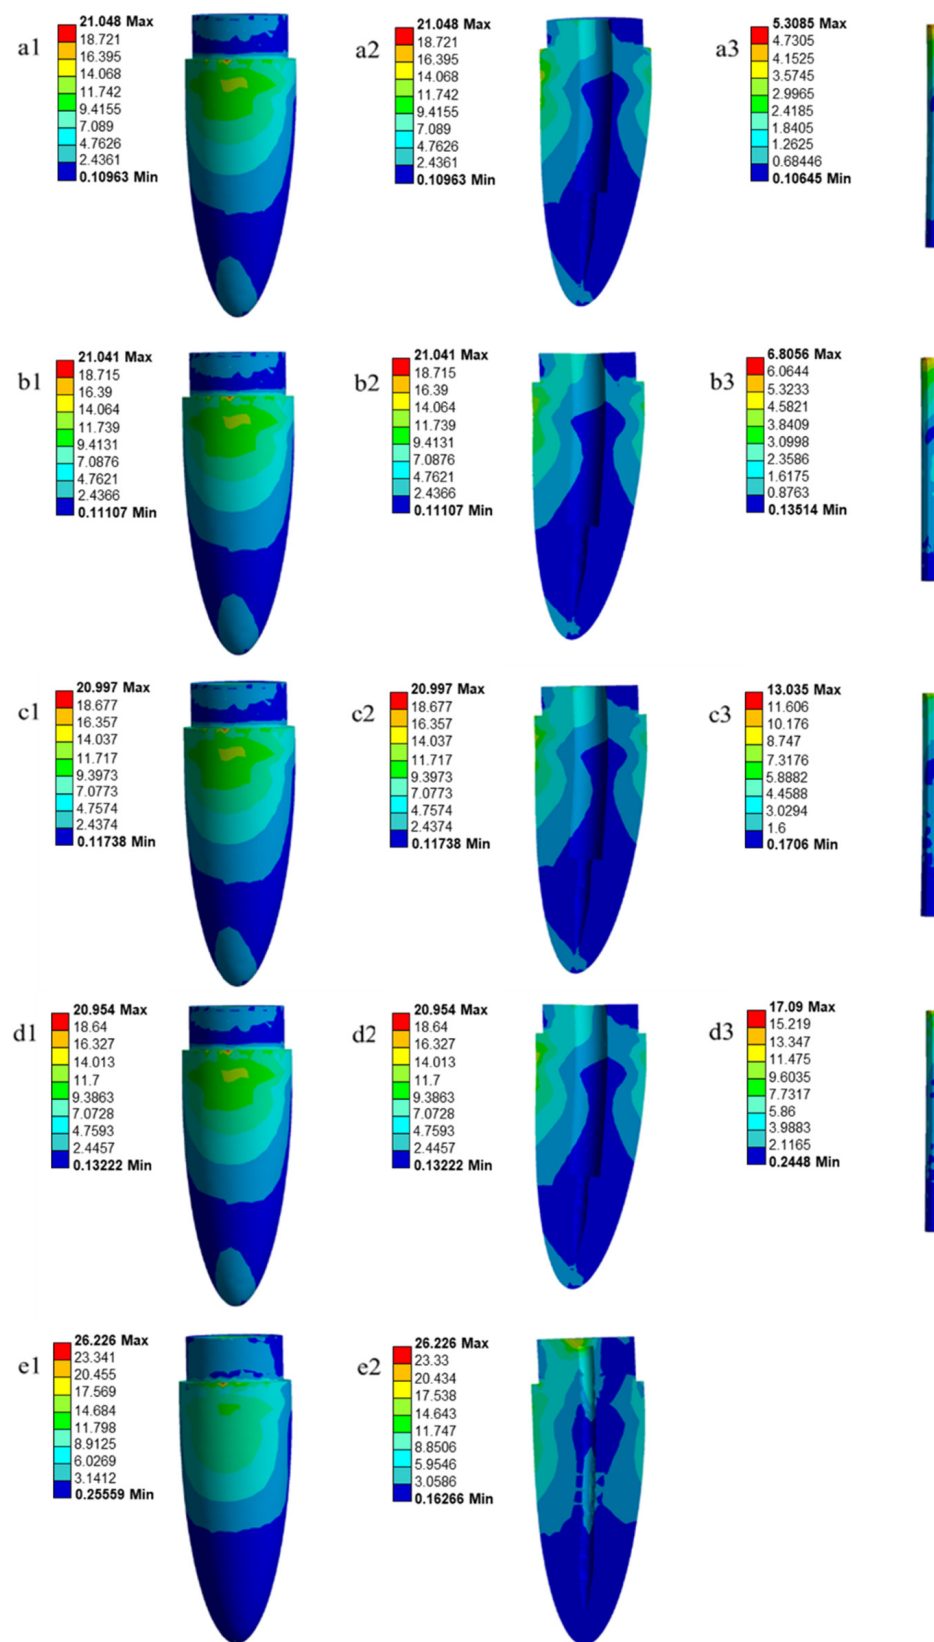 a1
21.048 Max
18.721
16.395
14.068
11.742
9.4155
7.089
4.7626
2.4361
0.10963 Min
a2
21.048 Max
18.721
16.395
14.068
11.742
9.4155
7.089
4.7626
2.4361
0.10963 Min
a3
5.3085 Max
4.7305
4.1525
3.5745
2.9965
2.4185
1.8405
1.2625
0.68446
0.10645 Min
b1
21.041 Max
18.715
16.39
14.064
11.739
9.4131
7.0876
4.7621
2.4366
0.11107 Min
b2
21.041 Max
18.715
16.39
14.064
11.739
9.4131
7.0876
4.7621
2.4366
0.11107 Min
b3
6.8056 Max
6.0644
5.3233
4.5821
3.8409
3.0998
2.3586
1.6175
0.8763
0.13514 Min
c1
20.997 Max
18.677
16.357
14.037
11.717
9.3973
7.0773
4.7574
2.4374
0.11738 Min
c2
20.997 Max
18.677
16.357
14.037
11.717
9.3973
7.0773
4.7574
2.4374
0.11738 Min
c3
13.035 Max
11.606
10.176
8.747
7.3176
5.8882
4.4588
3.0294
1.6
0.1706 Min
d1
20.954 Max
18.64
16.327
14.013
11.7
9.3863
7.0728
4.7593
2.4457
0.13222 Min
d2
20.954 Max
18.64
16.327
14.013
11.7
9.3863
7.0728
4.7593
2.4457
0.13222 Min
d3
17.09 Max
15.219
13.347
11.475
9.6035
7.7317
5.86
3.9883
2.1165
0.2448 Min
e1
26.226 Max
23.341
20.455
17.569
14.684
11.798
8.9125
6.0269
3.1412
0.25559 Min
e2
26.226 Max
23.33
20.434
17.538
14.643
11.747
8.8506
5.9546
3.0586
0.16266 Min